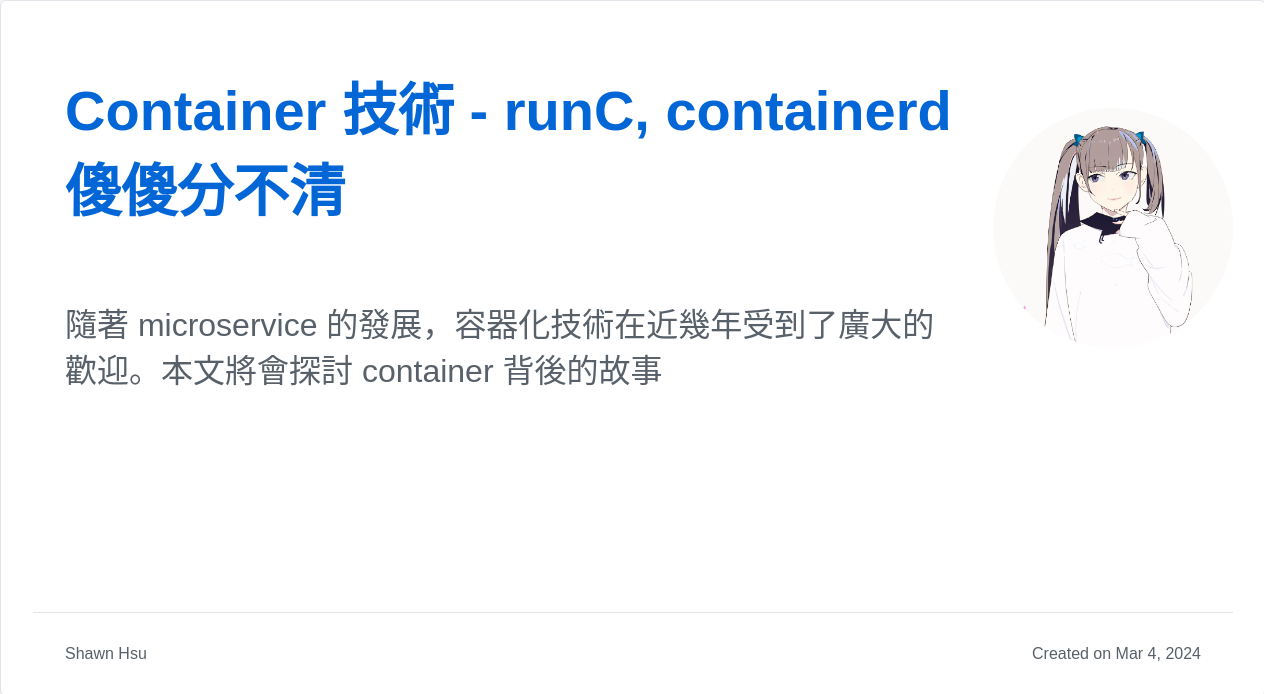 Container 技術 - runC, containerd
傻傻分不清
隨著 microservice 的發展，容器化技術在近幾年受到了廣大的
歡迎。本文將會探討 container 背後的故事
Shawn Hsu
Created on Mar 4, 2024